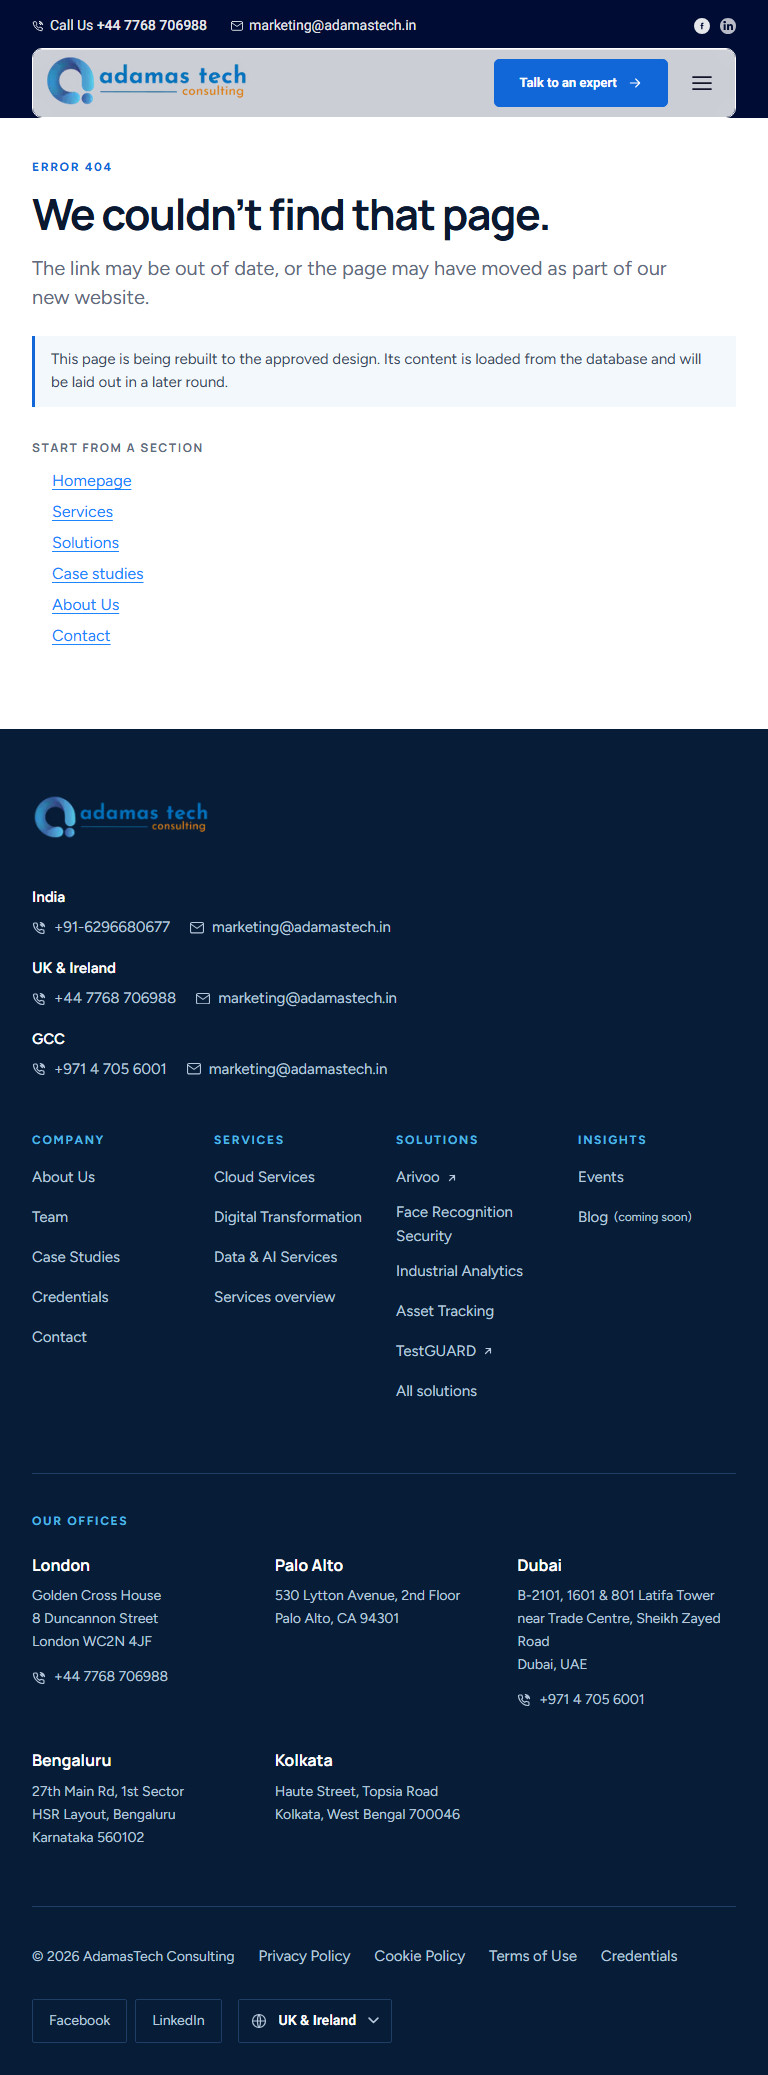 Call Us +44 7768 706988 marketing@adamastech.in f in
adamas tech
consulting
Talk to an expert →
ERROR 404
We couldn’t find that page.
The link may be out of date, or the page may have moved as part of our
new website.
This page is being rebuilt to the approved design. Its content is loaded from the database and will
be laid out in a later round.
START FROM A SECTION
Homepage
Services
Solutions
Case studies
About Us
Contact
adamas tech
consulting
India
+91-6296680677 marketing@adamastech.in
UK & Ireland
+44 7768 706988 marketing@adamastech.in
GCC
+971 4 705 6001 marketing@adamastech.in
COMPANY
About Us
Team
Case Studies
Credentials
Contact
SERVICES
Cloud Services
Digital Transformation
Data & AI Services
Services overview
SOLUTIONS
Arivoo ↗
Face Recognition
Security
Industrial Analytics
Asset Tracking
TestGUARD ↗
All solutions
INSIGHTS
Events
Blog (coming soon)
OUR OFFICES
London
Golden Cross House
8 Duncannon Street
London WC2N 4JF
+44 7768 706988
Palo Alto
530 Lytton Avenue, 2nd Floor
Palo Alto, CA 94301
Dubai
B-2101, 1601 & 801 Latifa Tower
near Trade Centre, Sheikh Zayed
Road
Dubai, UAE
+971 4 705 6001
Bengaluru
27th Main Rd, 1st Sector
HSR Layout, Bengaluru
Karnataka 560102
Kolkata
Haute Street, Topsia Road
Kolkata, West Bengal 700046
© 2026 AdamasTech Consulting Privacy Policy Cookie Policy Terms of Use Credentials
Facebook LinkedIn UK & Ireland